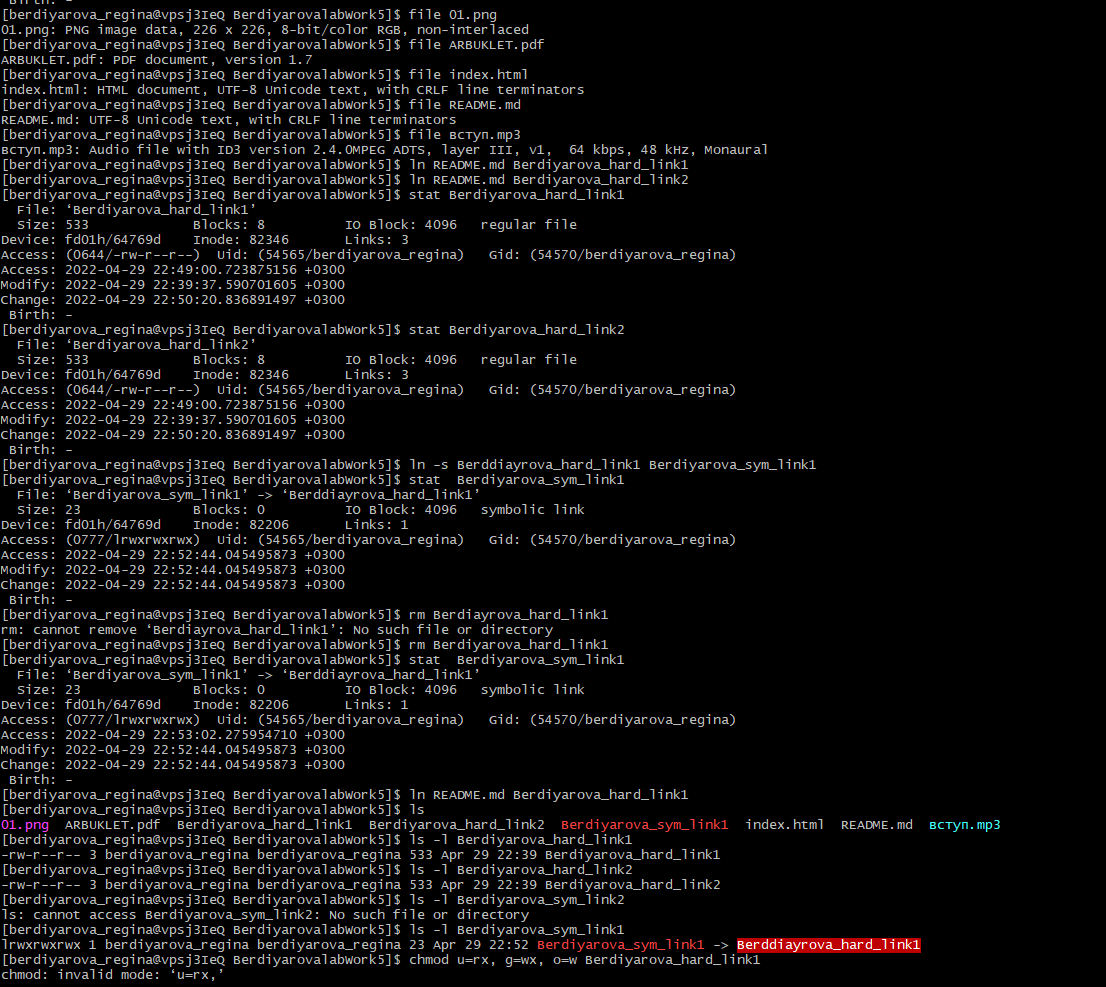 Birth: -
[berdiyarova_regina@vpsj3IeQ BerdiyarovalabWork5]$ file 01.png
01.png: PNG image data, 226 x 226, 8-bit/color RGB, non-interlaced
[berdiyarova_regina@vpsj3IeQ BerdiyarovalabWork5]$ file ARBUKLET.pdf
ARBUKLET.pdf: PDF document, version 1.7
[berdiyarova_regina@vpsj3IeQ BerdiyarovalabWork5]$ file index.html
index.html: HTML document, UTF-8 Unicode text, with CRLF line terminators
[berdiyarova_regina@vpsj3IeQ BerdiyarovalabWork5]$ file README.md
README.md: UTF-8 Unicode text, with CRLF line terminators
[berdiyarova_regina@vpsj3IeQ BerdiyarovalabWork5]$ file вступ.mp3
вступ.mp3: Audio file with ID3 version 2.4.0MPEG ADTS, layer III, v1,  64 kbps, 48 kHz, Monaural
[berdiyarova_regina@vpsj3IeQ BerdiyarovalabWork5]$ ln README.md Berdiyarova_hard_link1
[berdiyarova_regina@vpsj3IeQ BerdiyarovalabWork5]$ ln README.md Berdiyarova_hard_link2
[berdiyarova_regina@vpsj3IeQ BerdiyarovalabWork5]$ stat Berdiyarova_hard_link1
  File: ‘Berdiyarova_hard_link1’
  Size: 533             Blocks: 8          IO Block: 4096   regular file
Device: fd01h/64769d    Inode: 82346       Links: 3
Access: (0644/-rw-r--r--)  Uid: (54565/berdiyarova_regina)   Gid: (54570/berdiyarova_regina)
Access: 2022-04-29 22:49:00.723875156 +0300
Modify: 2022-04-29 22:39:37.590701605 +0300
Change: 2022-04-29 22:50:20.836891497 +0300
 Birth: -
[berdiyarova_regina@vpsj3IeQ BerdiyarovalabWork5]$ stat Berdiyarova_hard_link2
  File: ‘Berdiyarova_hard_link2’
  Size: 533             Blocks: 8          IO Block: 4096   regular file
Device: fd01h/64769d    Inode: 82346       Links: 3
Access: (0644/-rw-r--r--)  Uid: (54565/berdiyarova_regina)   Gid: (54570/berdiyarova_regina)
Access: 2022-04-29 22:49:00.723875156 +0300
Modify: 2022-04-29 22:39:37.590701605 +0300
Change: 2022-04-29 22:50:20.836891497 +0300
 Birth: -
[berdiyarova_regina@vpsj3IeQ BerdiyarovalabWork5]$ ln -s Berddiayrova_hard_link1 Berdiyarova_sym_link1
[berdiyarova_regina@vpsj3IeQ BerdiyarovalabWork5]$ stat  Berdiyarova_sym_link1
  File: ‘Berdiyarova_sym_link1’ -> ‘Berddiayrova_hard_link1’
  Size: 23              Blocks: 0          IO Block: 4096   symbolic link
Device: fd01h/64769d    Inode: 82206       Links: 1
Access: (0777/lrwxrwxrwx)  Uid: (54565/berdiyarova_regina)   Gid: (54570/berdiyarova_regina)
Access: 2022-04-29 22:52:44.045495873 +0300
Modify: 2022-04-29 22:52:44.045495873 +0300
Change: 2022-04-29 22:52:44.045495873 +0300
 Birth: -
[berdiyarova_regina@vpsj3IeQ BerdiyarovalabWork5]$ rm Berdiayrova_hard_link1
rm: cannot remove ‘Berdiayrova_hard_link1’: No such file or directory
[berdiyarova_regina@vpsj3IeQ BerdiyarovalabWork5]$ rm Berdiyarova_hard_link1
[berdiyarova_regina@vpsj3IeQ BerdiyarovalabWork5]$ stat  Berdiyarova_sym_link1
  File: ‘Berdiyarova_sym_link1’ -> ‘Berddiayrova_hard_link1’
  Size: 23              Blocks: 0          IO Block: 4096   symbolic link
Device: fd01h/64769d    Inode: 82206       Links: 1
Access: (0777/lrwxrwxrwx)  Uid: (54565/berdiyarova_regina)   Gid: (54570/berdiyarova_regina)
Access: 2022-04-29 22:53:02.275954710 +0300
Modify: 2022-04-29 22:52:44.045495873 +0300
Change: 2022-04-29 22:52:44.045495873 +0300
 Birth: -
[berdiyarova_regina@vpsj3IeQ BerdiyarovalabWork5]$ ln README.md Berdiyarova_hard_link1
[berdiyarova_regina@vpsj3IeQ BerdiyarovalabWork5]$ ls
01.png  ARBUKLET.pdf  Berdiyarova_hard_link1  Berdiyarova_hard_link2  Berdiyarova_sym_link1  index.html  README.md  вступ.mp3
[berdiyarova_regina@vpsj3IeQ BerdiyarovalabWork5]$ ls -l Berdiyarova_hard_link1
-rw-r--r-- 3 berdiyarova_regina berdiyarova_regina 533 Apr 29 22:39 Berdiyarova_hard_link1
[berdiyarova_regina@vpsj3IeQ BerdiyarovalabWork5]$ ls -l Berdiyarova_hard_link2
-rw-r--r-- 3 berdiyarova_regina berdiyarova_regina 533 Apr 29 22:39 Berdiyarova_hard_link2
[berdiyarova_regina@vpsj3IeQ BerdiyarovalabWork5]$ ls -l Berdiyarova_sym_link2
ls: cannot access Berdiyarova_sym_link2: No such file or directory
[berdiyarova_regina@vpsj3IeQ BerdiyarovalabWork5]$ ls -l Berdiyarova_sym_link1
lrwxrwxrwx 1 berdiyarova_regina berdiyarova_regina 23 Apr 29 22:52 Berdiyarova_sym_link1 -> Berddiayrova_hard_link1
[berdiyarova_regina@vpsj3IeQ BerdiyarovalabWork5]$ chmod u=rx, g=wx, o=w Berdiyarova_hard_link1
chmod: invalid mode: ‘u=rx,’